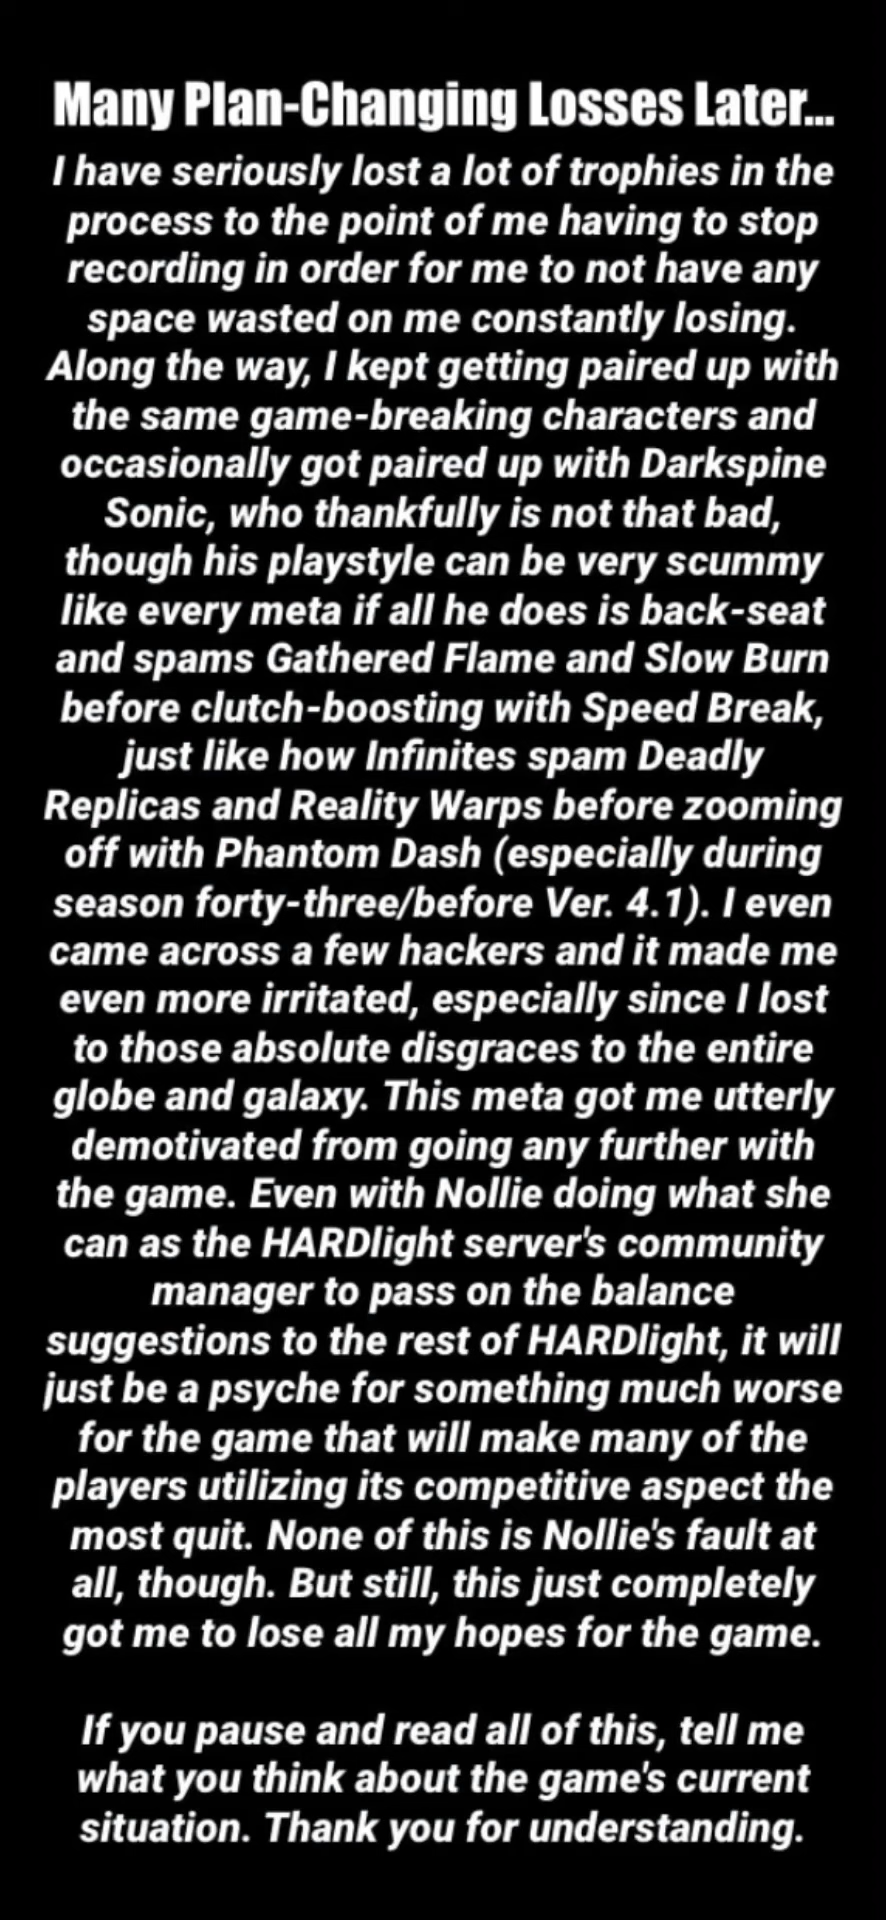 Many Plan-Changing Losses Later...
I have seriously lost a lot of trophies in the
process to the point of me having to stop
recording in order for me to not have any
space wasted on me constantly losing.
Along the way, I kept getting paired up with
the same game-breaking characters and
occasionally got paired up with Darkspine
Sonic, who thankfully is not that bad,
though his playstyle can be very scummy
like every meta if all he does is back-seat
and spams Gathered Flame and Slow Burn
before clutch-boosting with Speed Break,
just like how Infinites spam Deadly
Replicas and Reality Warps before zooming
off with Phantom Dash (especially during
season forty-three/before Ver. 4.1). I even
came across a few hackers and it made me
even more irritated, especially since I lost
to those absolute disgraces to the entire
globe and galaxy. This meta got me utterly
demotivated from going any further with
the game. Even with Nollie doing what she
can as the HARDlight server's community
manager to pass on the balance
suggestions to the rest of HARDlight, it will
just be a psyche for something much worse
for the game that will make many of the
players utilizing its competitive aspect the
most quit. None of this is Nollie's fault at
all, though. But still, this just completely
got me to lose all my hopes for the game.
If you pause and read all of this, tell me
what you think about the game's current
situation. Thank you for understanding.